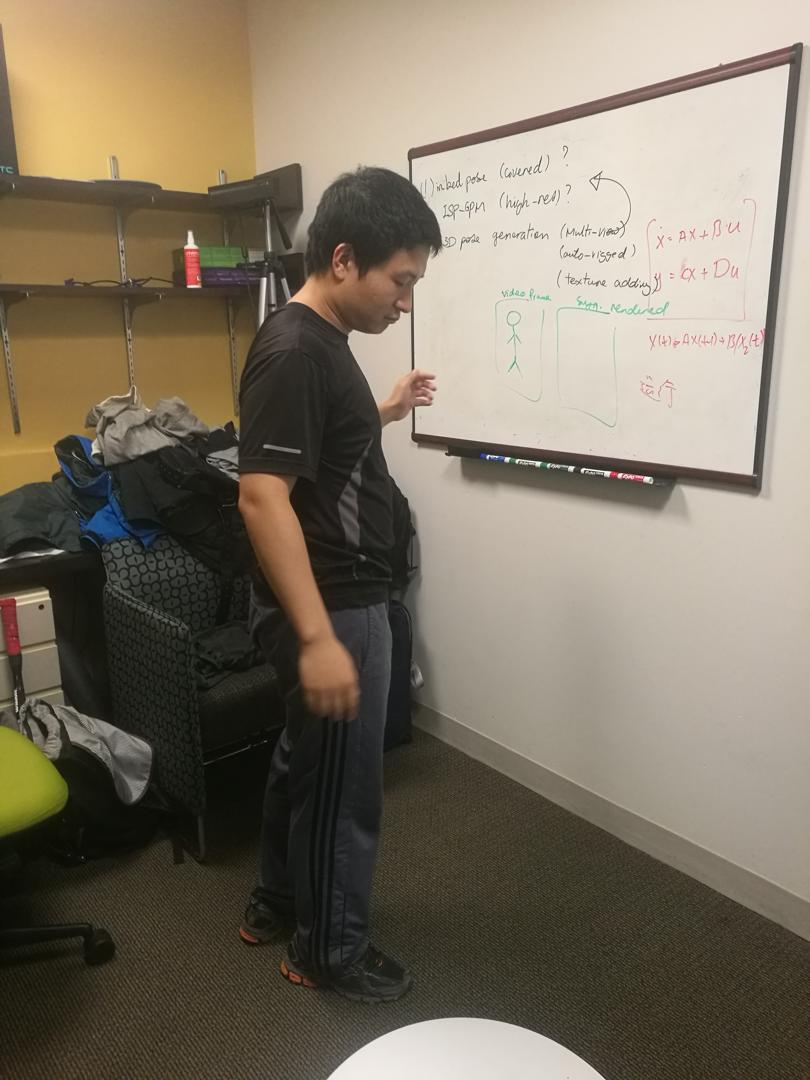 (1) in bed pose (covered) ?
ISP-GPM (high-res) ?
3D pose generation (Multi-view)
(auto-rigged)
(texture adding)
video frame
rendered
ẋ = AX + B·u
y = CX + Du
TC